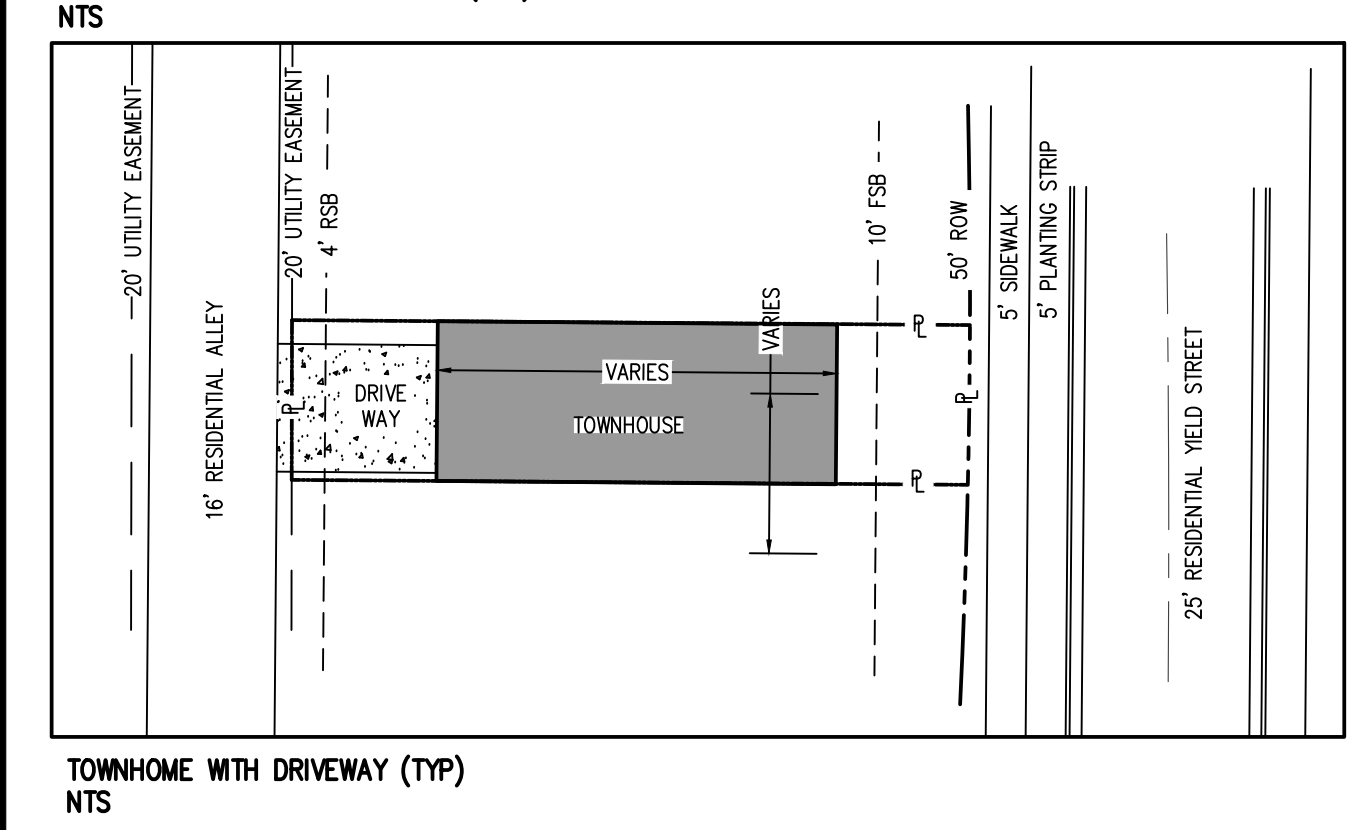 NTS
20' UTILITY EASEMENT
16' RESIDENTIAL ALLEY
20' UTILITY EASEMENT
4' RSB
DRIVE
WAY
VARIES
TOWNHOUSE
VARIES
10' FSB
50' ROW
5' SIDEWALK
5' PLANTING STRIP
25' RESIDENTIAL YIELD STREET
PL
PL
PL
PL
TOWNHOME WITH DRIVEWAY (TYP)
NTS